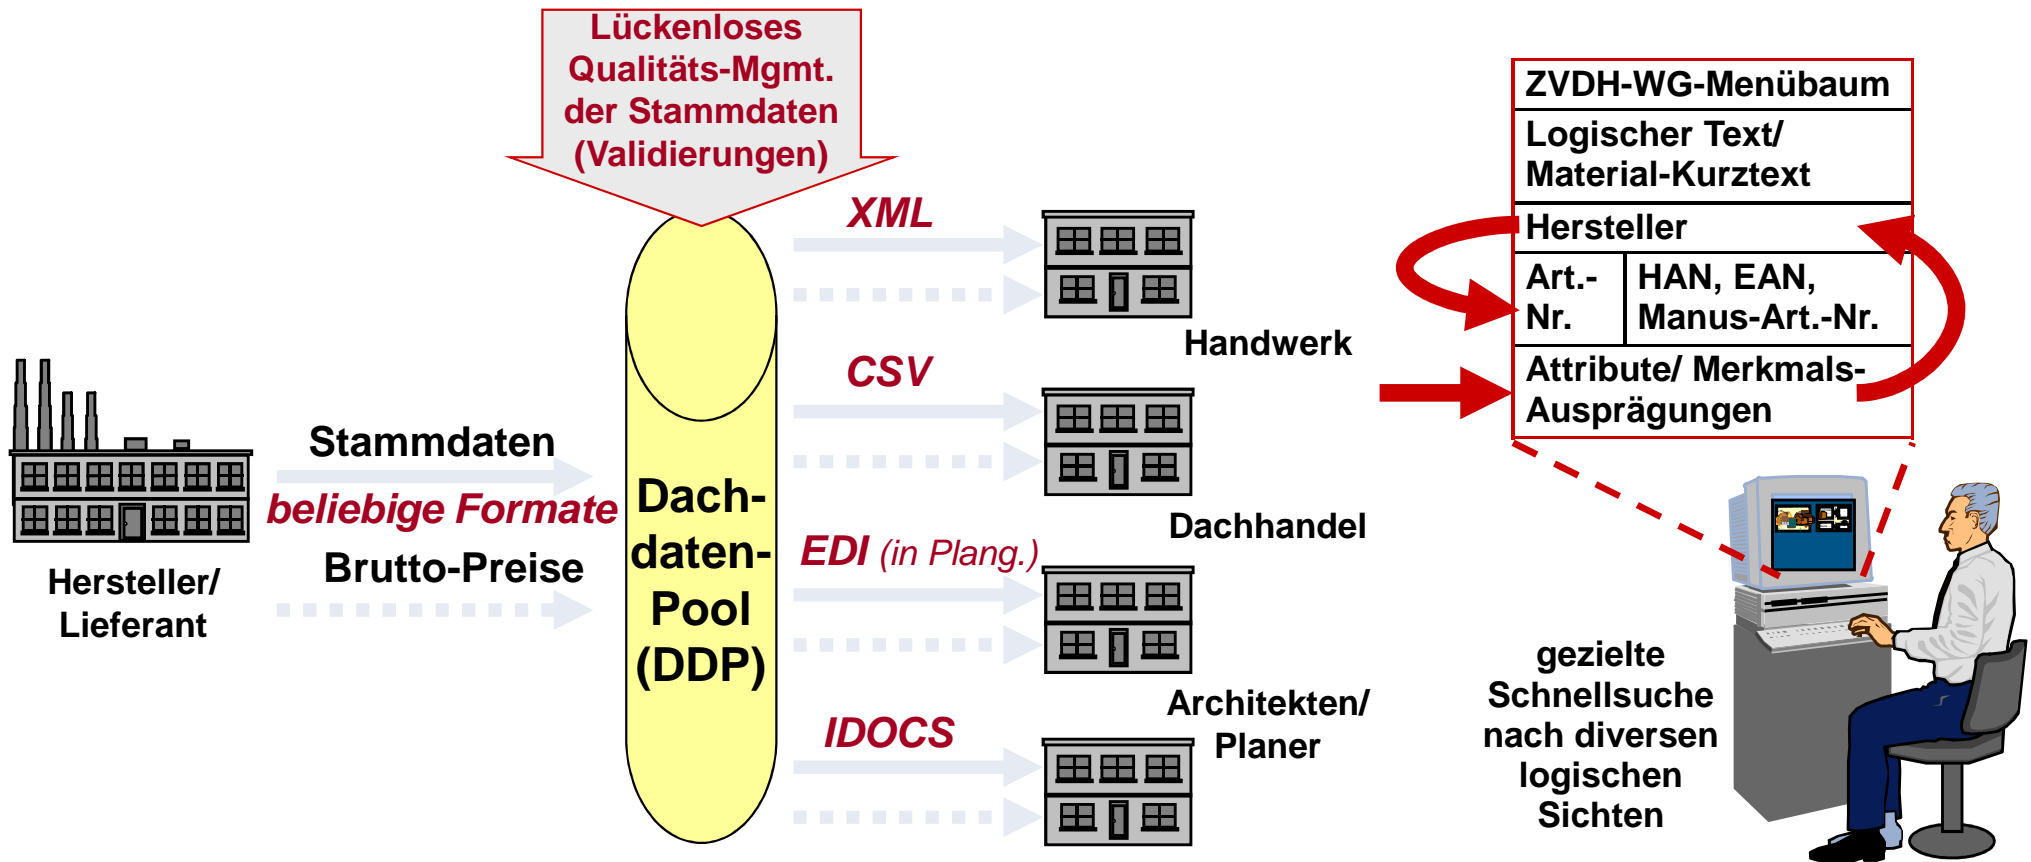 Lückenloses
Qualitäts-Mgmt.
der Stammdaten
(Validierungen)
Hersteller/
Lieferant
Stammdaten
beliebige Formate
Brutto-Preise
Dach-
daten-
Pool
(DDP)
XML
Handwerk
CSV
Dachhandel
EDI (in Plang.)
Architekten/
Planer
IDOCS
ZVDH-WG-Menübaum
Logischer Text/
Material-Kurztext
Hersteller
Art.-
Nr.
HAN, EAN,
Manus-Art.-Nr.
Attribute/ Merkmals-
Ausprägungen
gezielte
Schnellsuche
nach diversen
logischen
Sichten